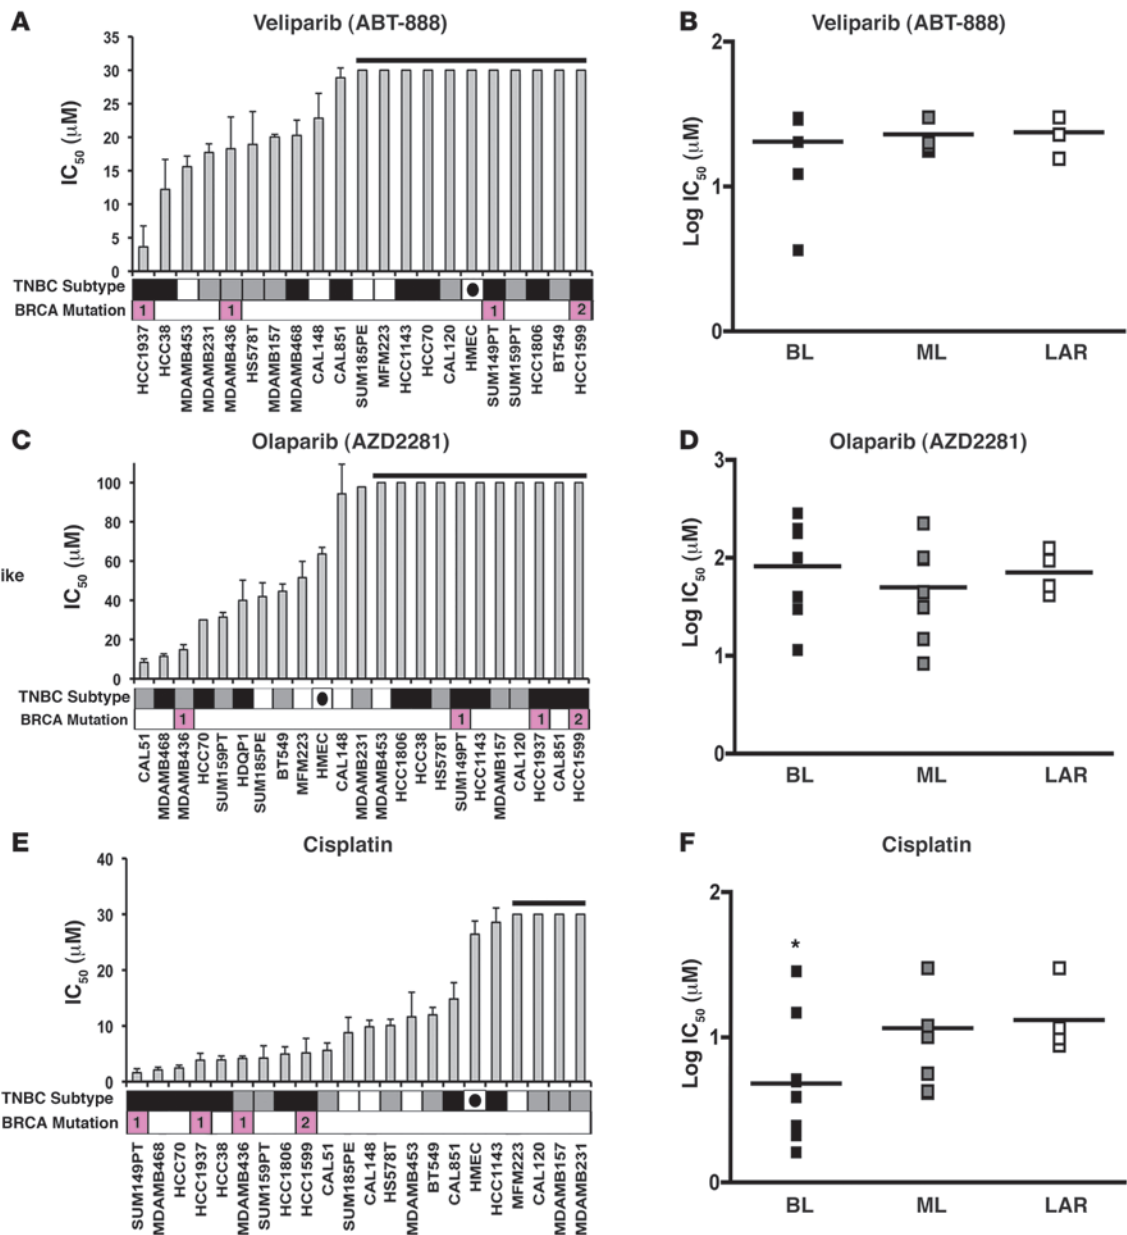 A
Veliparib (ABT-888)
35
30
25
20
15
10
5
0
IC50 (μM)
TNBC Subtype
BRCA Mutation
1
1
1
2
HCC1937
HCC38
MDAMB453
MDAMB231
MDAMB436
HS578T
MDAMB157
MDAMB468
CAL148
CAL851
SUM185PE
MFM223
HCC1143
HCC70
CAL120
HMEC
SUM149PT
SUM159PT
HCC1806
BT549
HCC1599
B
Veliparib (ABT-888)
2
1
0
Log IC50 (μM)
BL
ML
LAR
C
Olaparib (AZD2281)
100
80
60
40
20
0
IC50 (μM)
ike
TNBC Subtype
BRCA Mutation
1
1
1
2
CAL51
MDAMB468
MDAMB436
HCC70
SUM159PT
HDQP1
SUM185PE
BT549
MFM223
HMEC
CAL148
MDAMB231
MDAMB453
HCC1806
HCC38
HS578T
SUM149PT
HCC1143
MDAMB157
CAL120
HCC1937
CAL851
HCC1599
D
Olaparib (AZD2281)
3
2
1
0
Log IC50 (μM)
BL
ML
LAR
E
Cisplatin
40
30
20
10
0
IC50 (μM)
TNBC Subtype
BRCA Mutation
1
1
1
2
SUM149PT
MDAMB468
HCC70
HCC1937
HCC38
MDAMB436
SUM159PT
HCC1806
HCC1599
CAL51
SUM185PE
CAL148
HS578T
MDAMB453
BT549
CAL851
HMEC
HCC1143
MFM223
CAL120
MDAMB157
MDAMB231
F
Cisplatin
2
1
0
Log IC50 (μM)
*
BL
ML
LAR